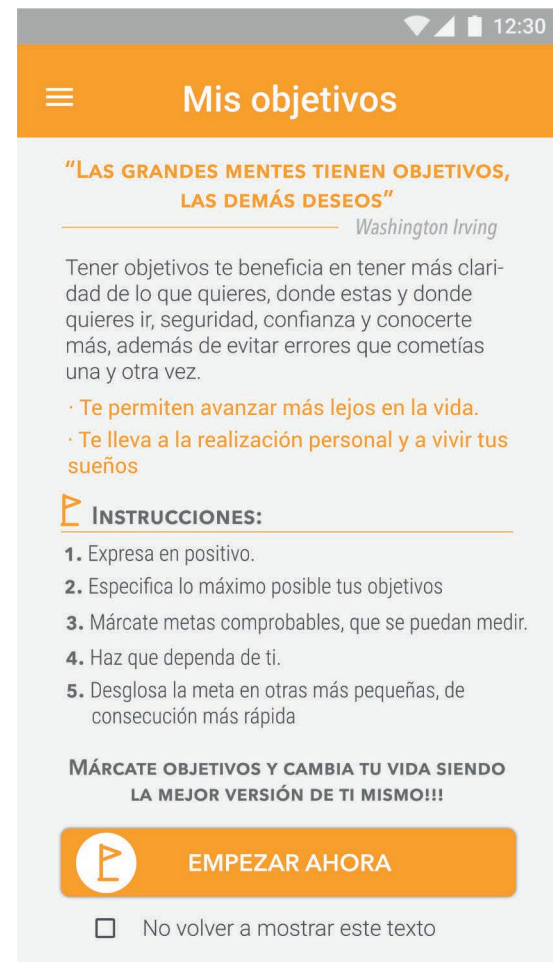 12:30
Mis objetivos
“LAS GRANDES MENTES TIENEN OBJETIVOS,
LAS DEMÁS DESEOS”
Washington Irving
Tener objetivos te beneficia en tener más clari-
dad de lo que quieres, donde estas y donde
quieres ir, seguridad, confianza y conocerte
más, además de evitar errores que cometías
una y otra vez.
· Te permiten avanzar más lejos en la vida.
· Te lleva a la realización personal y a vivir tus
sueños
INSTRUCCIONES:
1. Expresa en positivo.
2. Especifica lo máximo posible tus objetivos
3. Márcate metas comprobables, que se puedan medir.
4. Haz que dependa de ti.
5. Desglosa la meta en otras más pequeñas, de
consecución más rápida
MÁRCATE OBJETIVOS Y CAMBIA TU VIDA SIENDO
LA MEJOR VERSIÓN DE TI MISMO!!!
EMPEZAR AHORA
No volver a mostrar este texto